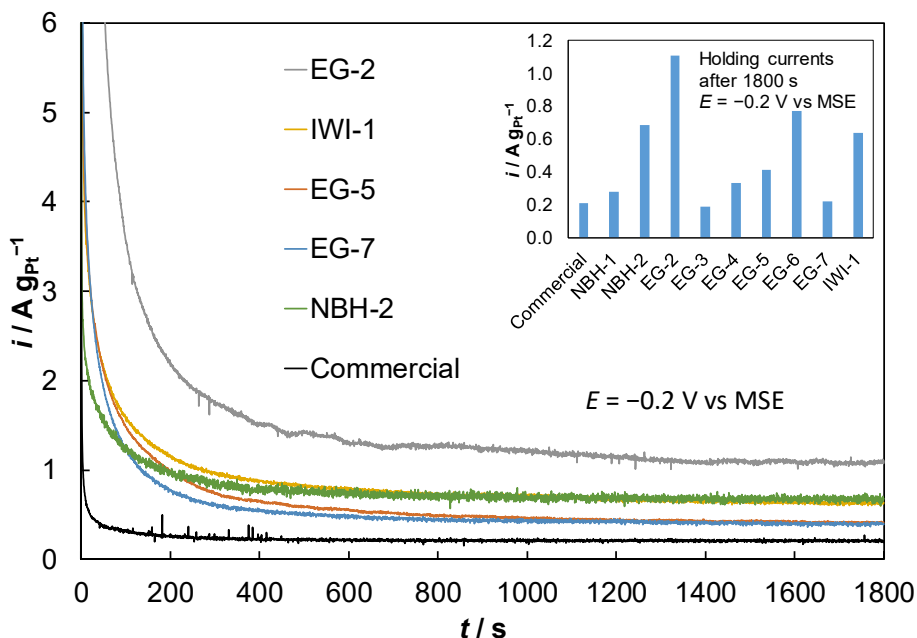 6
5
4
3
2
1
0
i / A gPt⁻¹
EG-2
IWI-1
EG-5
EG-7
NBH-2
Commercial
1.2
1.0
0.8
0.6
0.4
0.2
0.0
i / A gPt⁻¹
Holding currents
after 1800 s
E = −0.2 V vs MSE
Commercial
NBH-1
NBH-2
EG-2
EG-3
EG-4
EG-5
EG-6
EG-7
IWI-1
E = −0.2 V vs MSE
0 200 400 600 800 1000 1200 1400 1600 1800
t / s